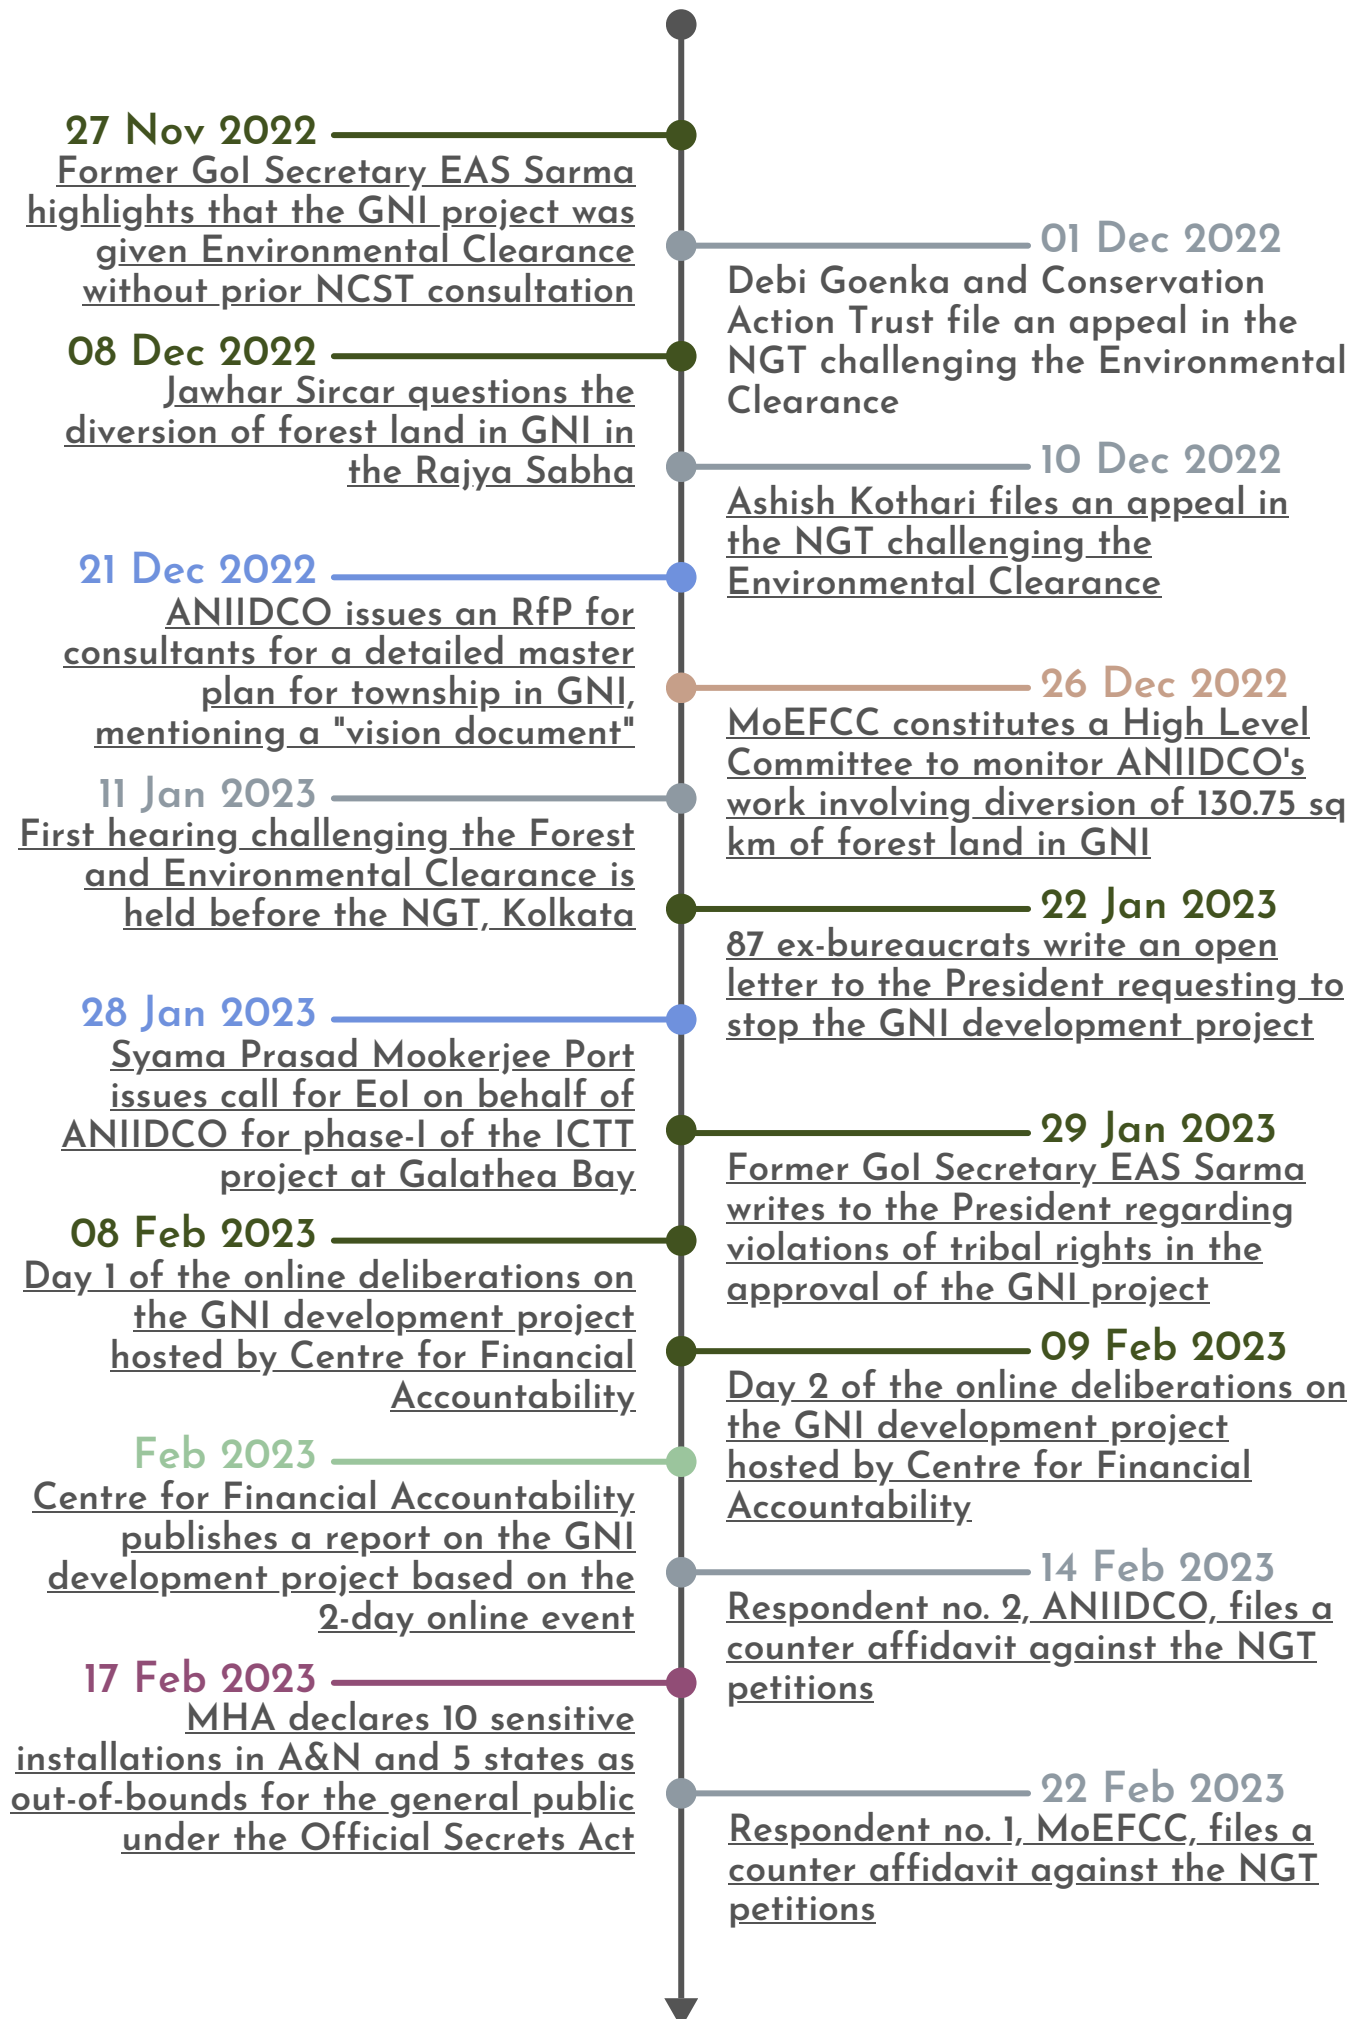 27 Nov 2022
Former GoI Secretary EAS Sarma
highlights that the GNI project was
given Environmental Clearance
without prior NCST consultation
01 Dec 2022
Debi Goenka and Conservation
Action Trust file an appeal in the
NGT challenging the Environmental
Clearance
08 Dec 2022
Jawhar Sircar questions the
diversion of forest land in GNI in
the Rajya Sabha
10 Dec 2022
Ashish Kothari files an appeal in
the NGT challenging the
Environmental Clearance
21 Dec 2022
ANIIDCO issues an RfP for
consultants for a detailed master
plan for township in GNI,
mentioning a "vision document"
26 Dec 2022
MoEFCC constitutes a High Level
Committee to monitor ANIIDCO's
work involving diversion of 130.75 sq
km of forest land in GNI
11 Jan 2023
First hearing challenging the Forest
and Environmental Clearance is
held before the NGT, Kolkata
22 Jan 2023
87 ex-bureaucrats write an open
letter to the President requesting to
stop the GNI development project
28 Jan 2023
Syama Prasad Mookerjee Port
issues call for EoI on behalf of
ANIIDCO for phase-I of the ICTT
project at Galathea Bay
29 Jan 2023
Former GoI Secretary EAS Sarma
writes to the President regarding
violations of tribal rights in the
approval of the GNI project
08 Feb 2023
Day 1 of the online deliberations on
the GNI development project
hosted by Centre for Financial
Accountability
09 Feb 2023
Day 2 of the online deliberations on
the GNI development project
hosted by Centre for Financial
Accountability
Feb 2023
Centre for Financial Accountability
publishes a report on the GNI
development project based on the
2-day online event
14 Feb 2023
Respondent no. 2, ANIIDCO, files a
counter affidavit against the NGT
petitions
17 Feb 2023
MHA declares 10 sensitive
installations in A&N and 5 states as
out-of-bounds for the general public
under the Official Secrets Act
22 Feb 2023
Respondent no. 1, MoEFCC, files a
counter affidavit against the NGT
petitions